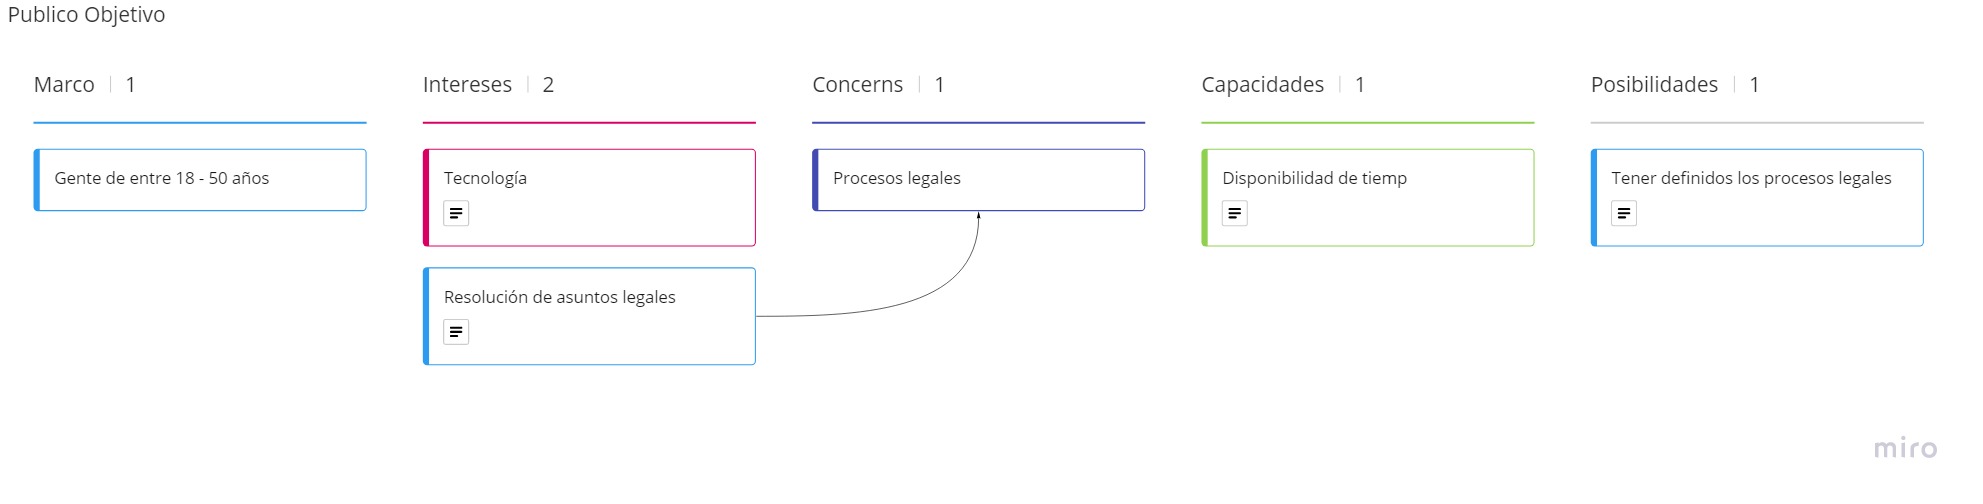 Publico Objetivo
Marco | 1
Intereses | 2
Concerns | 1
Capacidades | 1
Posibilidades | 1
Gente de entre 18 - 50 años
Tecnología
Procesos legales
Disponibilidad de tiemp
Tener definidos los procesos legales
Resolución de asuntos legales
miro